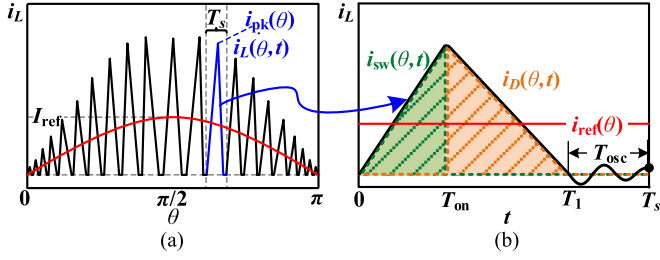 i_L
T_s
i_pk(θ)
i_L(θ,t)
I_ref
0
π/2
π
θ
(a)
i_L
i_sw(θ,t)
i_D(θ,t)
i_ref(θ)
T_osc
0
T_on
T_1
T_s
t
(b)